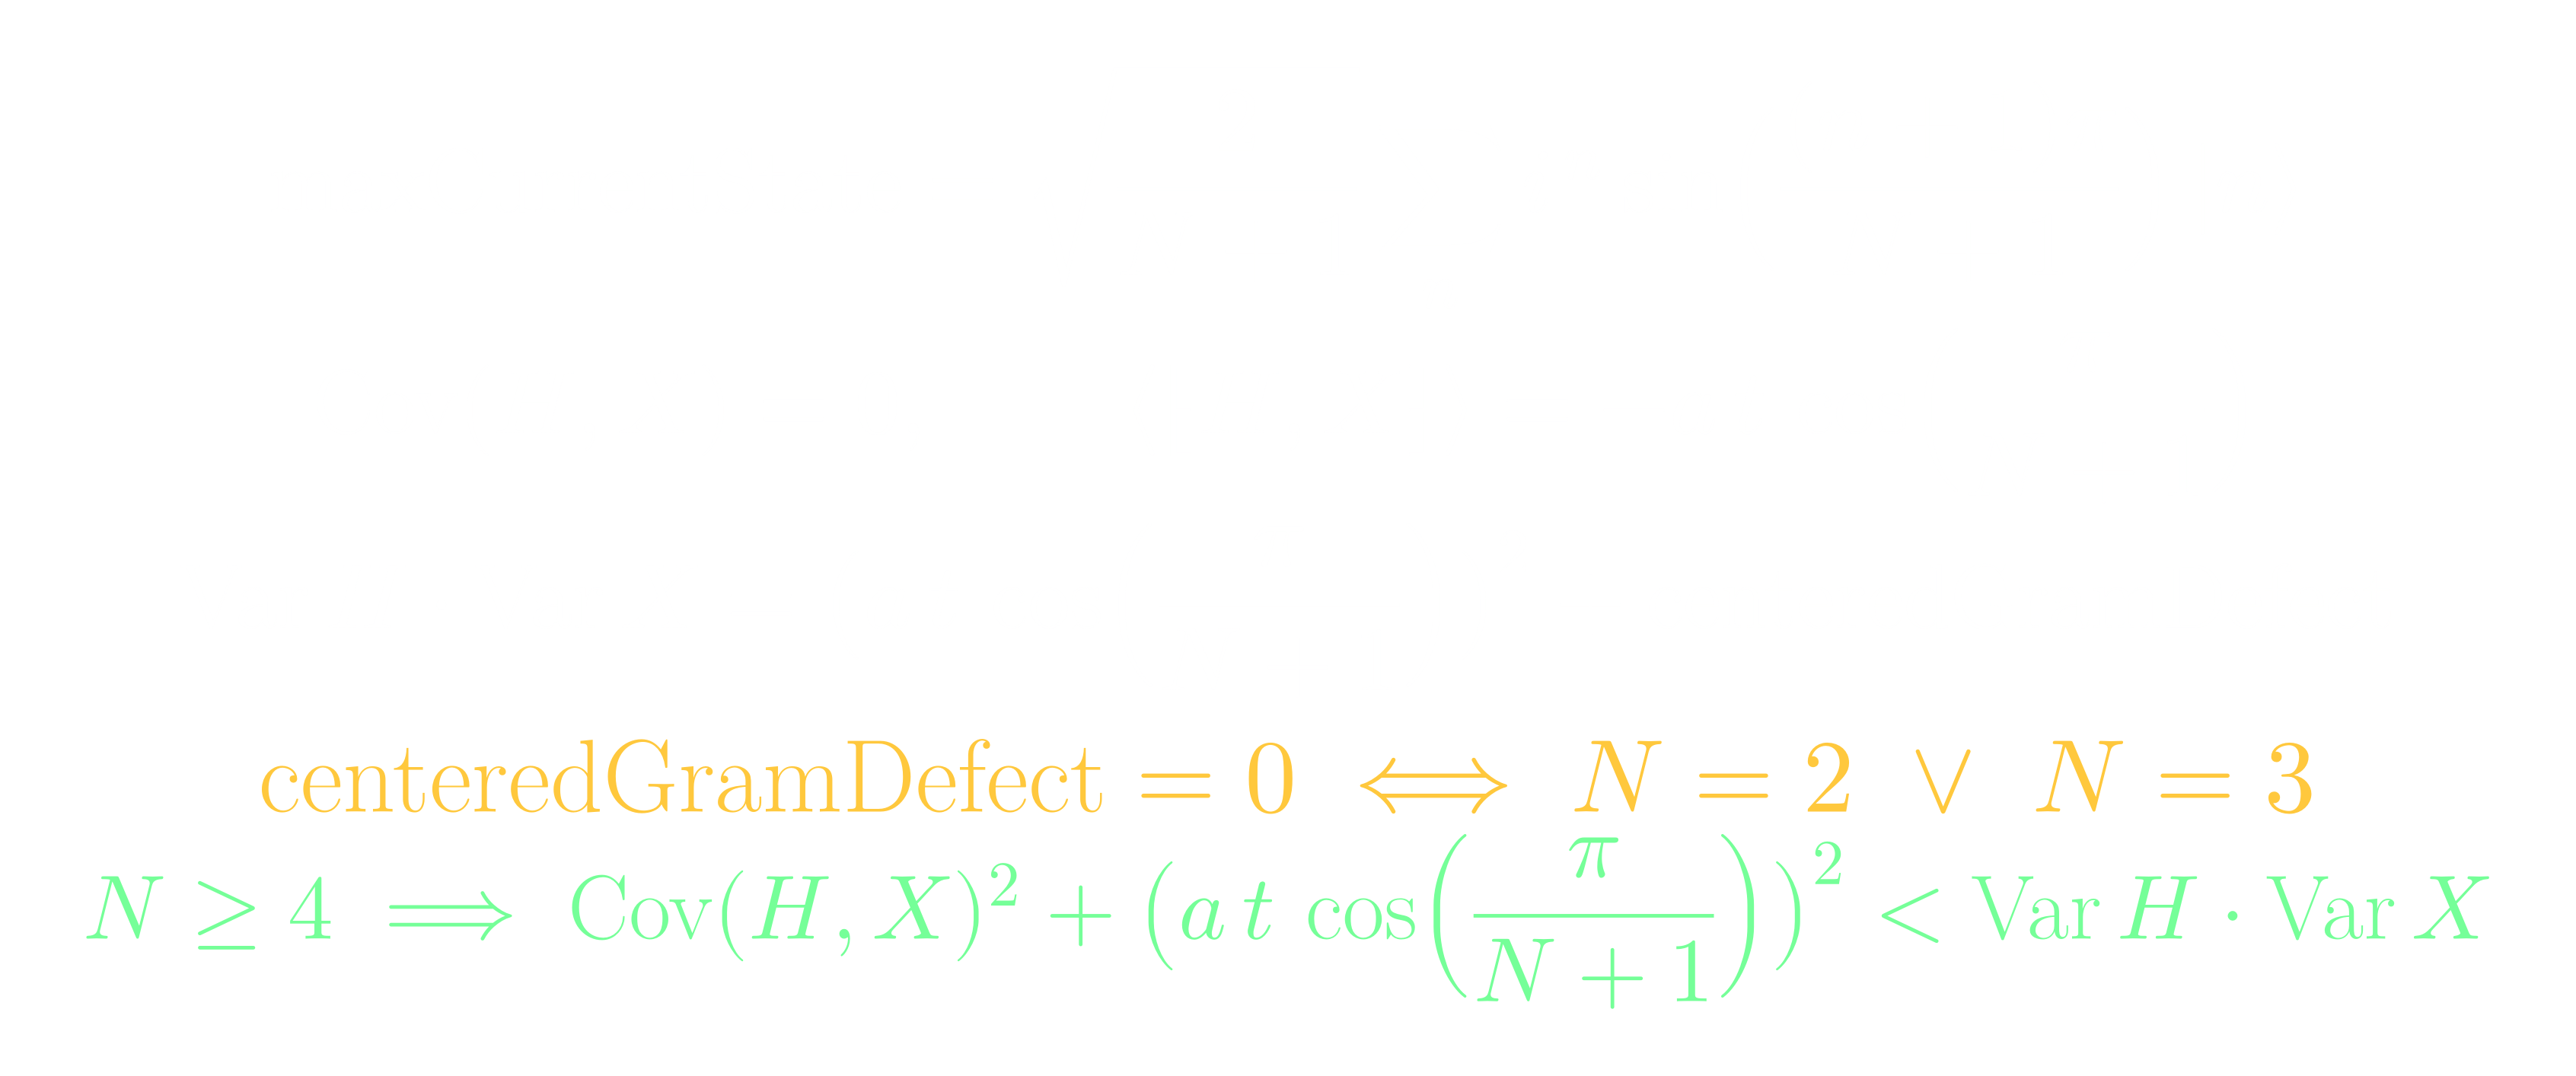 centeredGramDefect = 0 ⟺ N = 2 ∨ N = 3
N ≥ 4 ⟹ Cov(H, X)² + (a t cos(π/(N + 1)))² < Var H · Var X